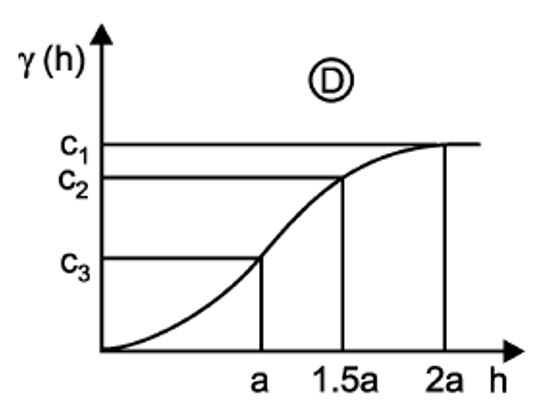 γ (h)
D
c₁
c₂
c₃
a 1.5a 2a h